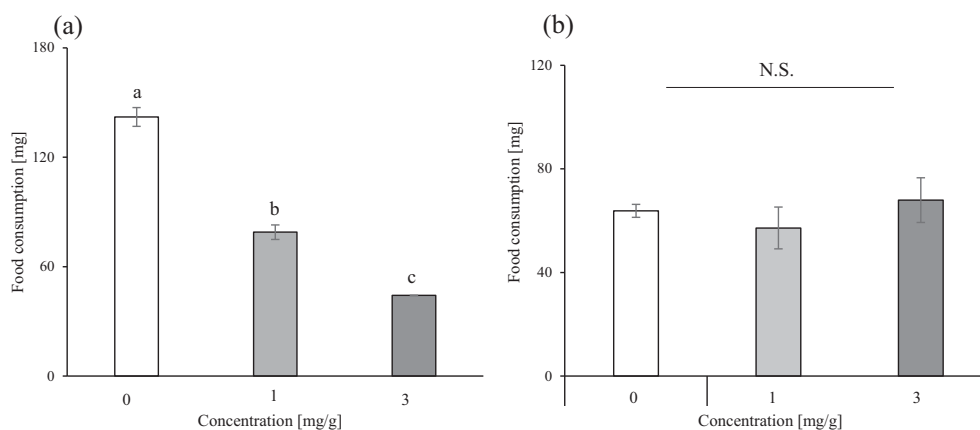 (a)
180
120
60
0
Food consumption [mg]
a
b
c
0
1
3
Concentration [mg/g]
(b)
120
80
40
0
Food consumption [mg]
N.S.
0
1
3
Concentration [mg/g]